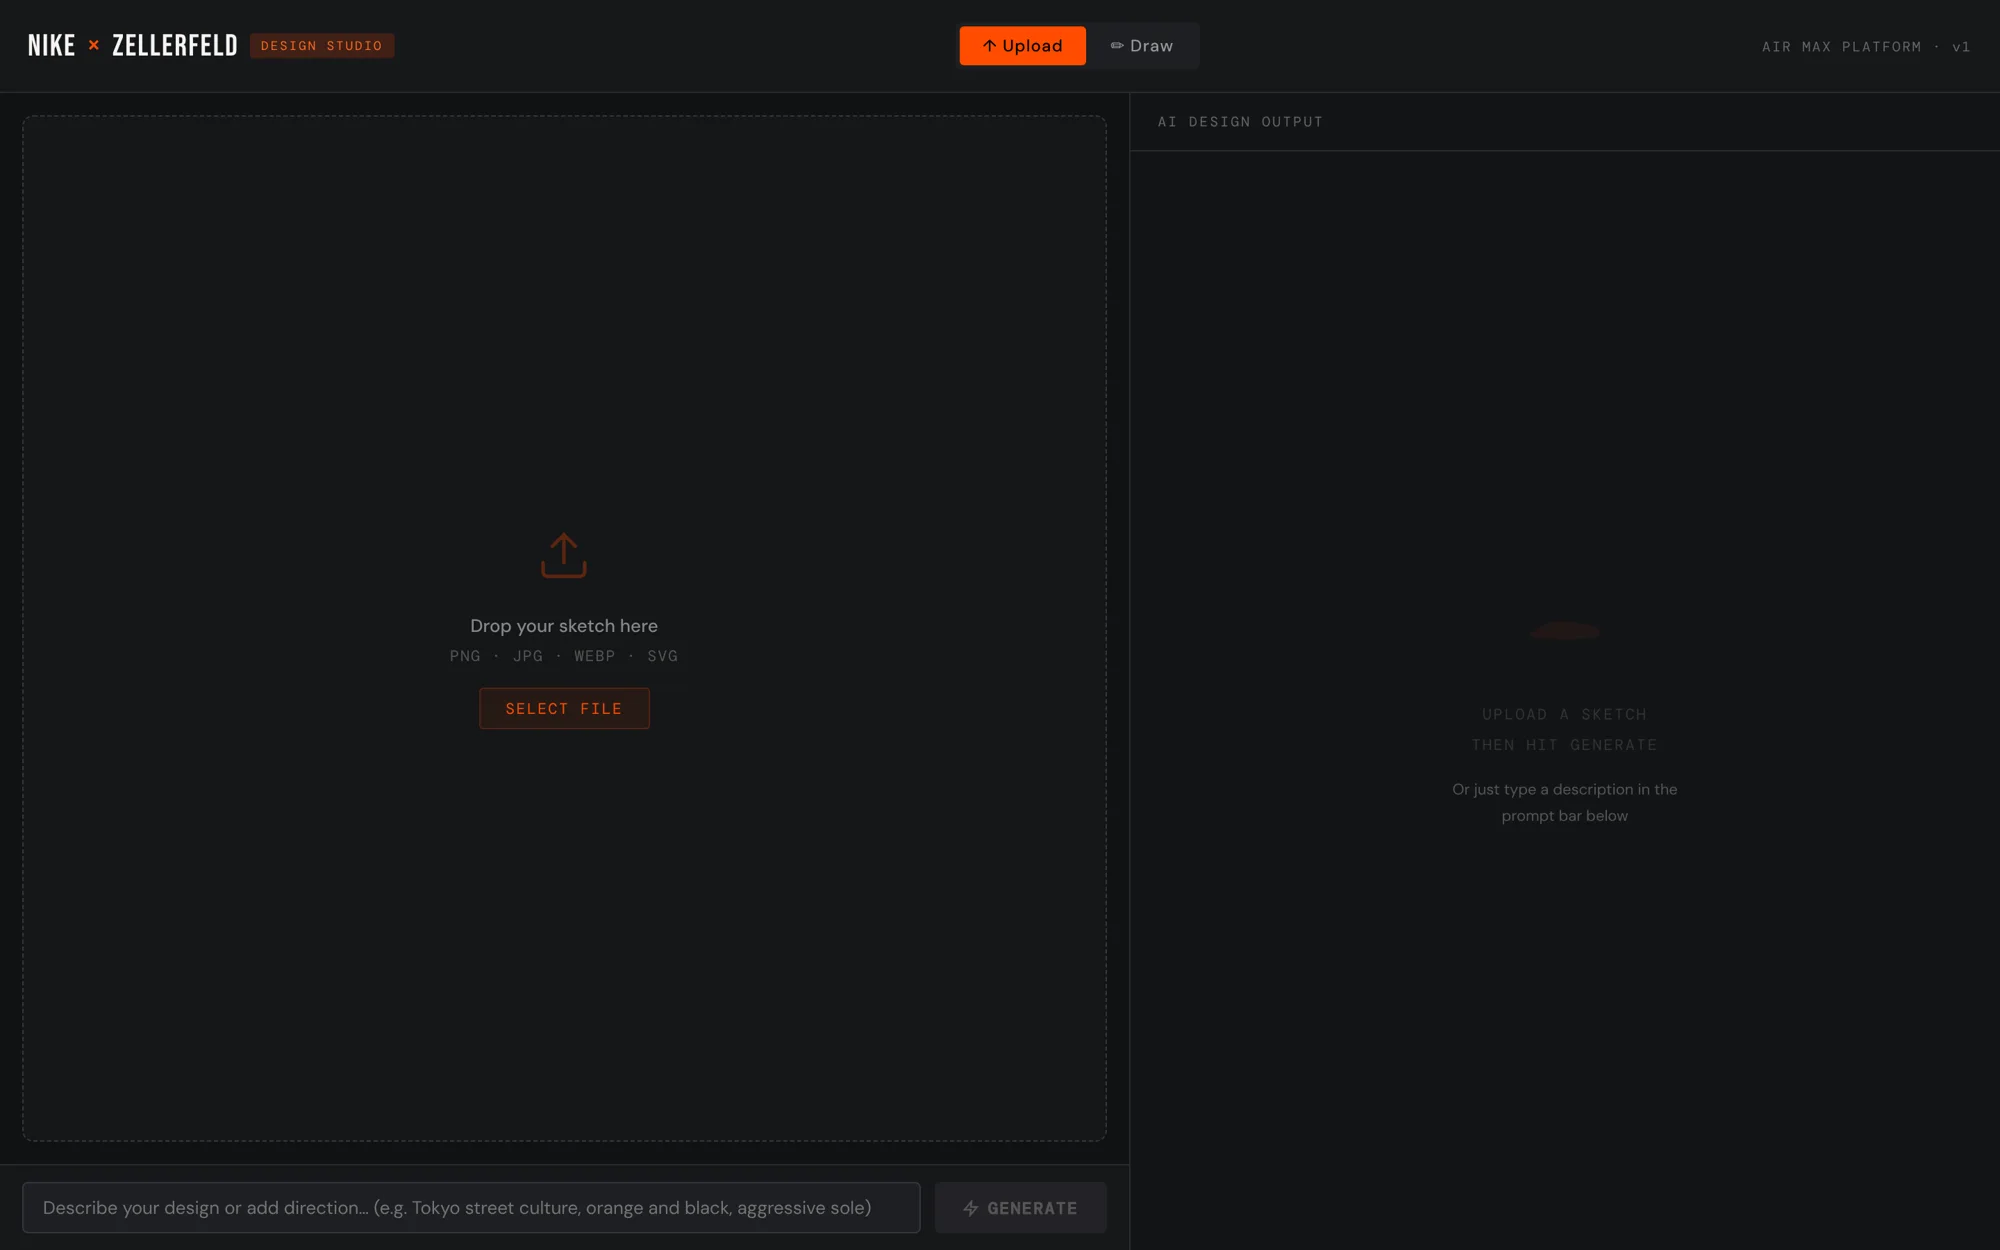 NIKE × ZELLERFELD DESIGN STUDIO
↑ Upload
✏ Draw
AIR MAX PLATFORM · v1
AI DESIGN OUTPUT
Drop your sketch here
PNG · JPG · WEBP · SVG
SELECT FILE
UPLOAD A SKETCH
THEN HIT GENERATE
Or just type a description in the
prompt bar below
Describe your design or add direction... (e.g. Tokyo street culture, orange and black, aggressive sole)
GENERATE